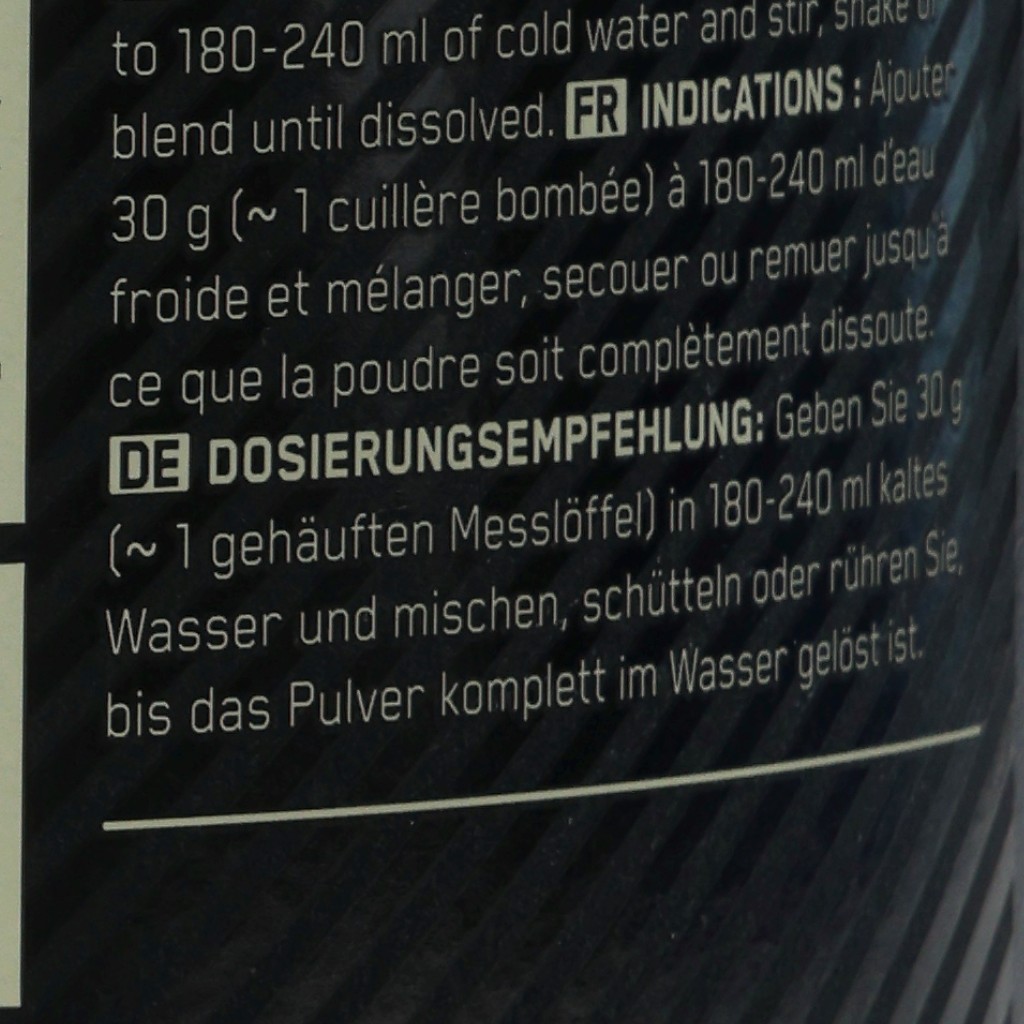 to 180-240 ml of cold water and stir, shake or
blend until dissolved. FR INDICATIONS : Ajouter
30 g (~ 1 cuillère bombée) à 180-240 ml d'eau
froide et mélanger, secouer ou remuer jusqu'à
ce que la poudre soit complètement dissoute.
DE DOSIERUNGSEMPFEHLUNG: Geben Sie 30 g
(~ 1 gehäuften Messlöffel) in 180-240 ml kaltes
Wasser und mischen, schütteln oder rühren Sie,
bis das Pulver komplett im Wasser gelöst ist.